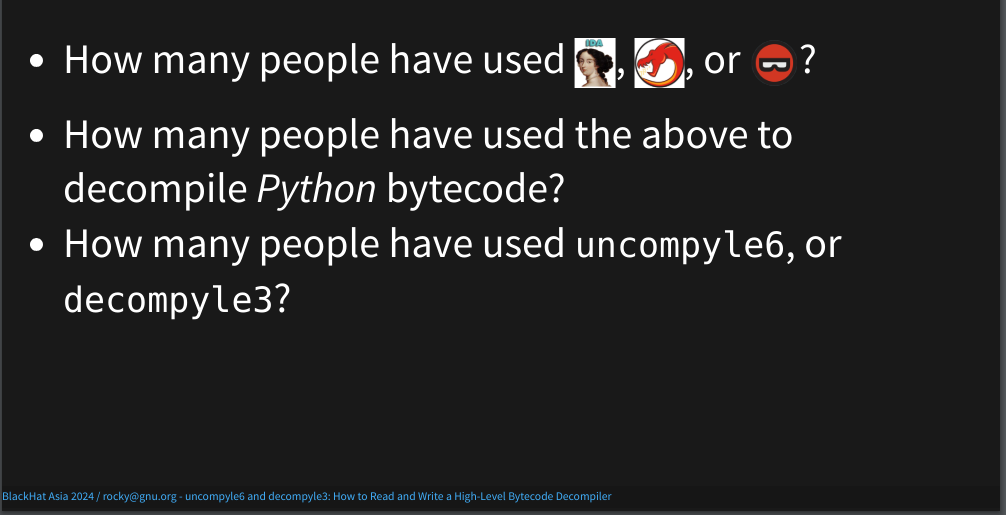 • How many people have used IDA, , or ?
• How many people have used the above to
decompile Python bytecode?
• How many people have used uncompyle6, or
decompyle3?
BlackHat Asia 2024 / rocky@gnu.org - uncompyle6 and decompyle3: How to Read and Write a High-Level Bytecode Decompiler